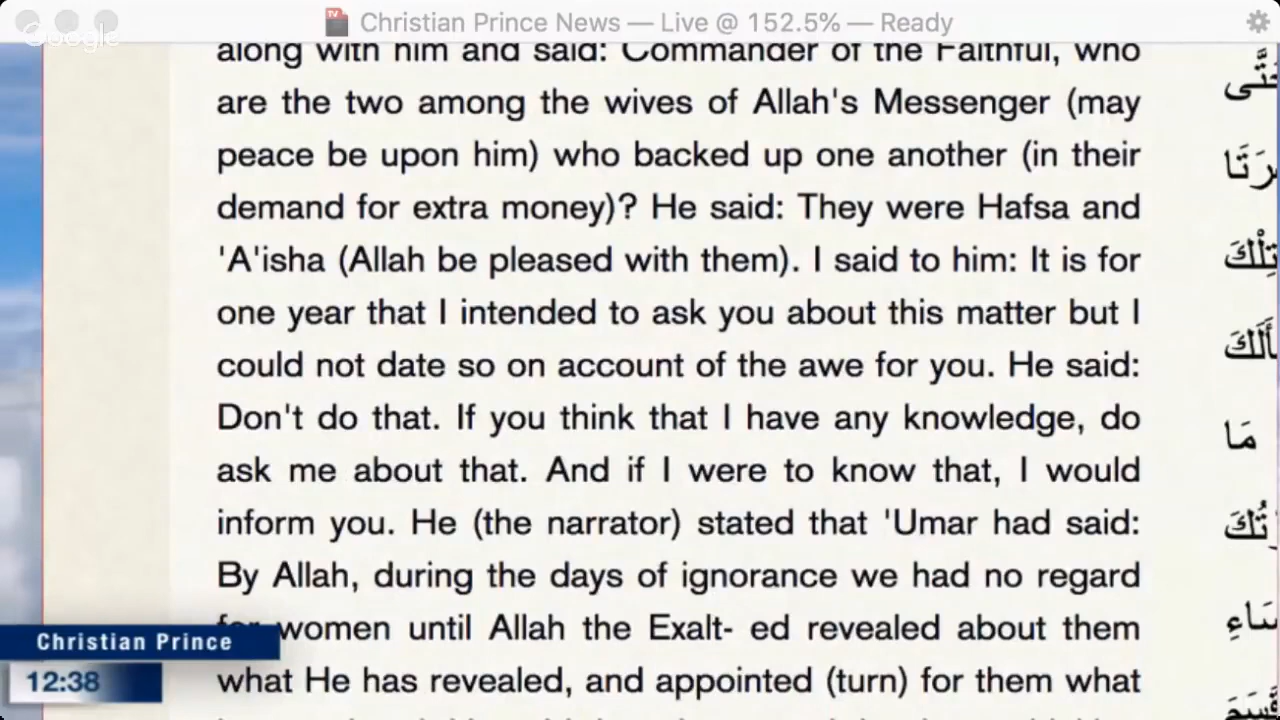 Christian Prince News — Live @ 152.5% — Ready
Google
along with him and said: Commander of the Faithful, who
are the two among the wives of Allah's Messenger (may
peace be upon him) who backed up one another (in their
demand for extra money)? He said: They were Hafsa and
'A'isha (Allah be pleased with them). I said to him: It is for
one year that I intended to ask you about this matter but I
could not date so on account of the awe for you. He said:
Don't do that. If you think that I have any knowledge, do
ask me about that. And if I were to know that, I would
inform you. He (the narrator) stated that 'Umar had said:
By Allah, during the days of ignorance we had no regard
for women until Allah the Exalt- ed revealed about them
what He has revealed, and appointed (turn) for them what
مَا
Christian Prince
12:38